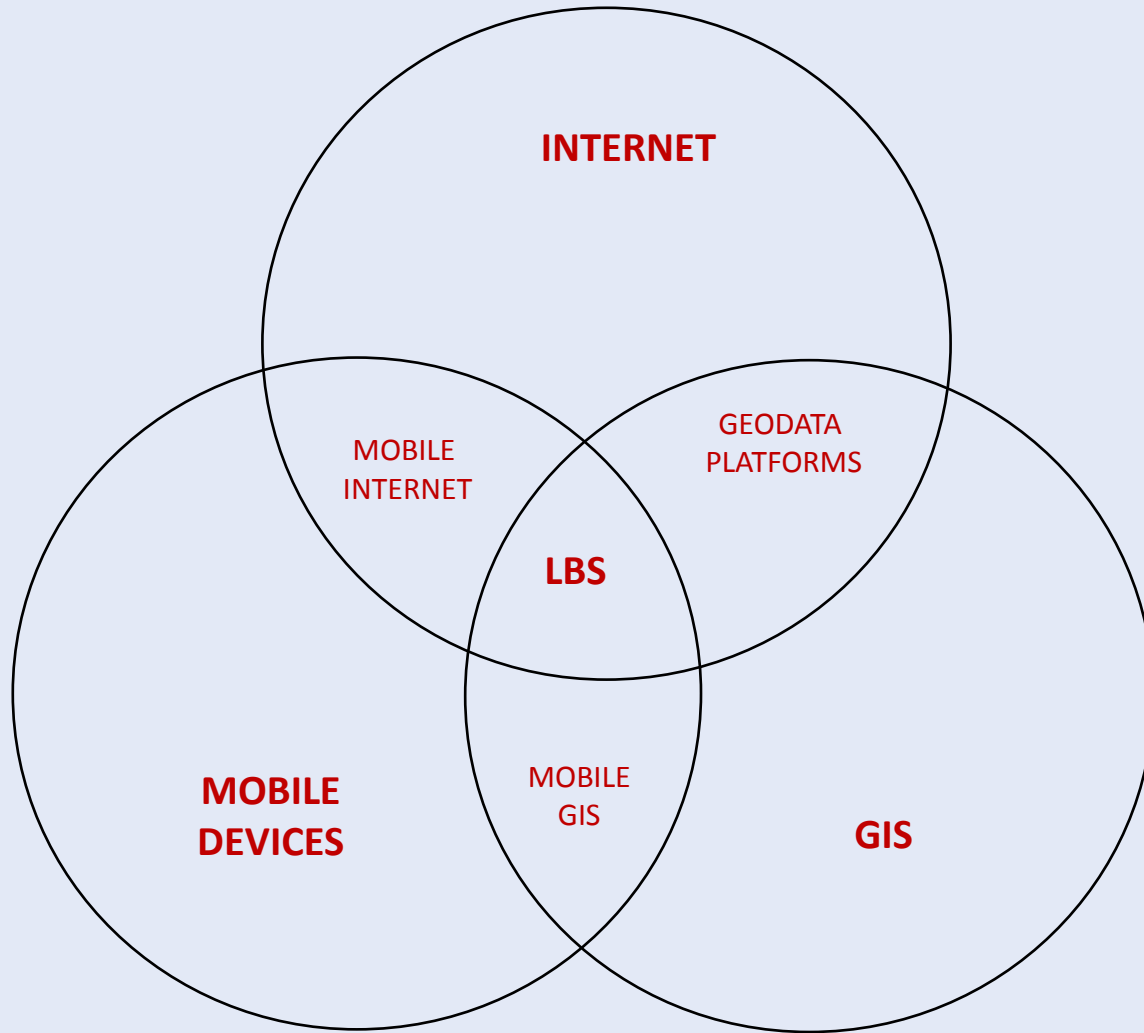 INTERNET
GEODATA
PLATFORMS
MOBILE
INTERNET
LBS
MOBILE
GIS
MOBILE
DEVICES
GIS